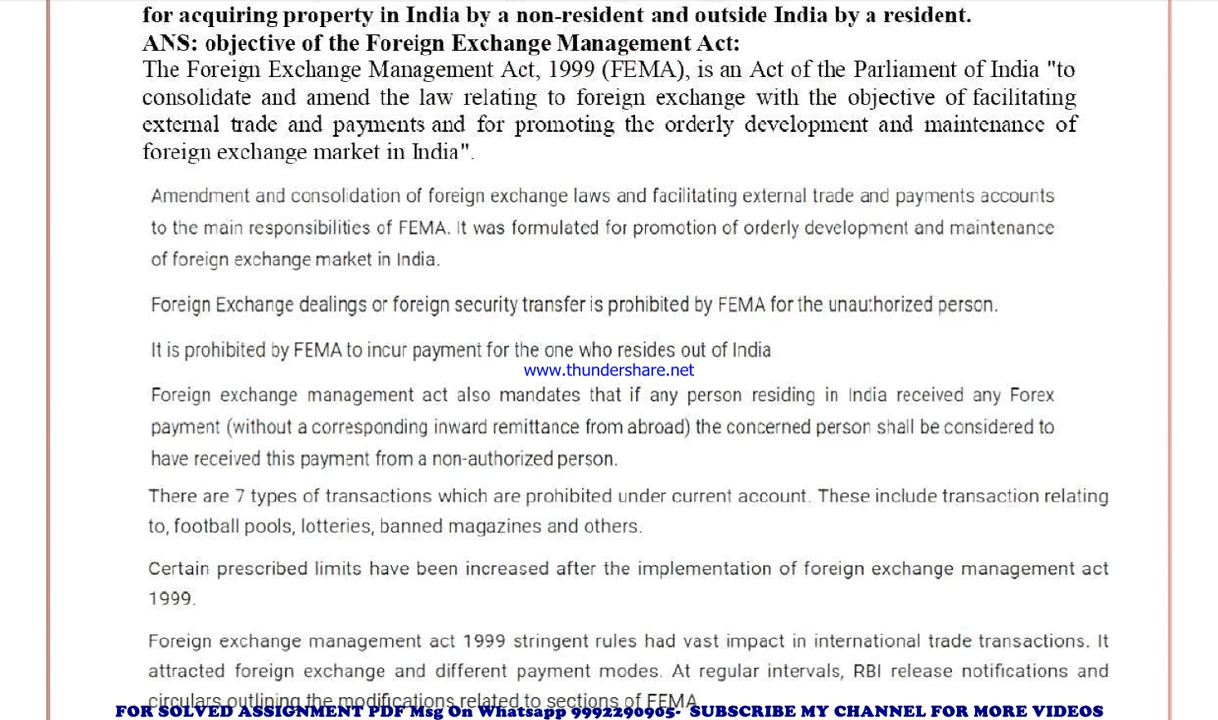 for acquiring property in India by a non-resident and outside India by a resident.
ANS: objective of the Foreign Exchange Management Act:
The Foreign Exchange Management Act, 1999 (FEMA), is an Act of the Parliament of India "to
consolidate and amend the law relating to foreign exchange with the objective of facilitating
external trade and payments and for promoting the orderly development and maintenance of
foreign exchange market in India".
Amendment and consolidation of foreign exchange laws and facilitating external trade and payments accounts
to the main responsibilities of FEMA. It was formulated for promotion of orderly development and maintenance
of foreign exchange market in India.
Foreign Exchange dealings or foreign security transfer is prohibited by FEMA for the unauthorized person.
It is prohibited by FEMA to incur payment for the one who resides out of India
www.thundershare.net
Foreign exchange management act also mandates that if any person residing in India received any Forex
payment (without a corresponding inward remittance from abroad) the concerned person shall be considered to
have received this payment from a non-authorized person.
There are 7 types of transactions which are prohibited under current account. These include transaction relating
to, football pools, lotteries, banned magazines and others.
Certain prescribed limits have been increased after the implementation of foreign exchange management act
1999.
Foreign exchange management act 1999 stringent rules had vast impact in international trade transactions. It
attracted foreign exchange and different payment modes. At regular intervals, RBI release notifications and
circulars outlining the modifications related to sections of FEMA
FOR SOLVED ASSIGNMENT PDF Msg On Whatsapp 9992290905- SUBSCRIBE MY CHANNEL FOR MORE VIDEOS